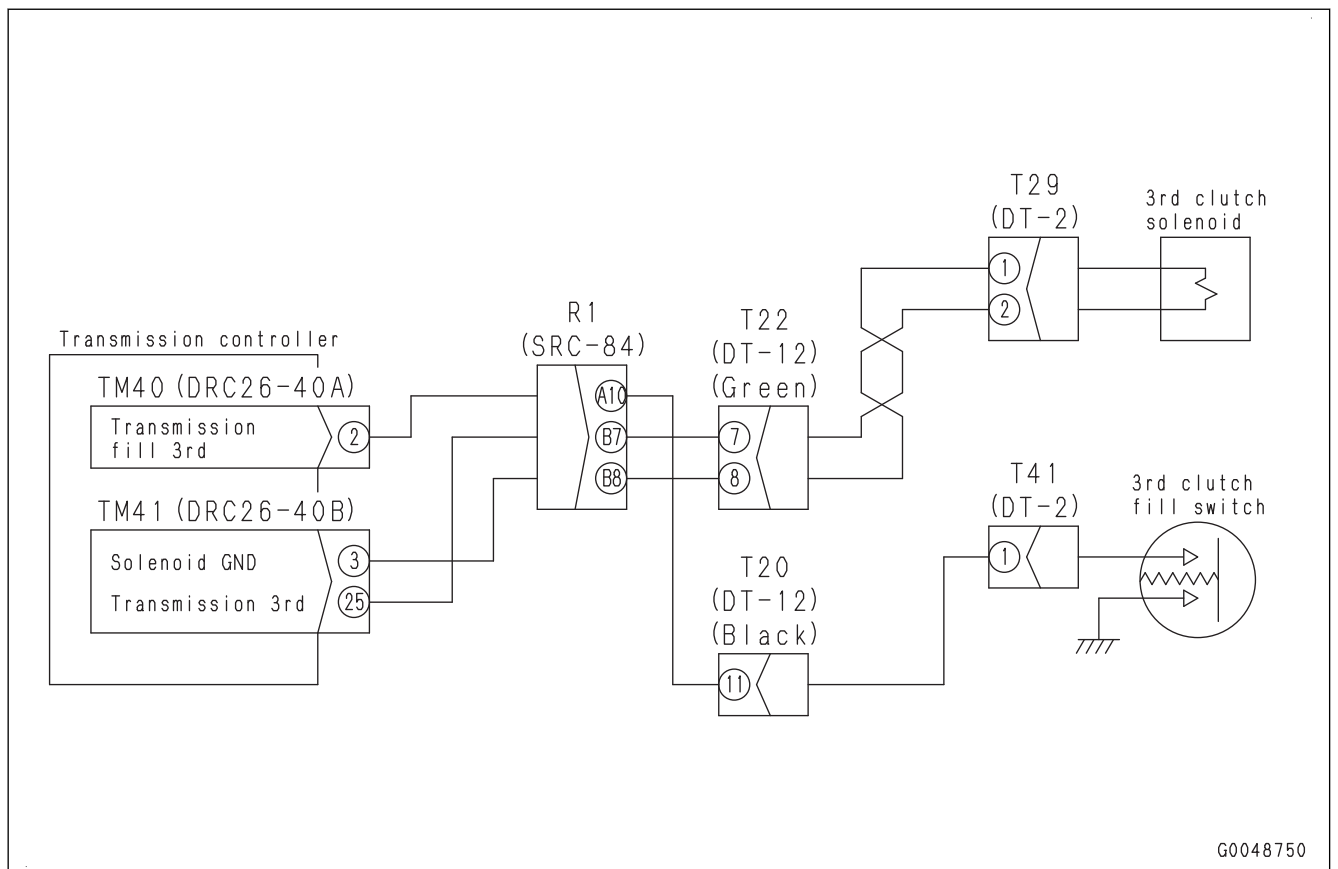 Transmission controller
TM40 (DRC26-40A)
Transmission
fill 3rd
2
TM41 (DRC26-40B)
Solenoid GND
3
Transmission 3rd
25
R1
(SRC-84)
A10
B7
B8
T22
(DT-12)
(Green)
7
8
T20
(DT-12)
(Black)
11
T29
(DT-2)
1
2
3rd clutch
solenoid
T41
(DT-2)
1
3rd clutch
fill switch
G0048750